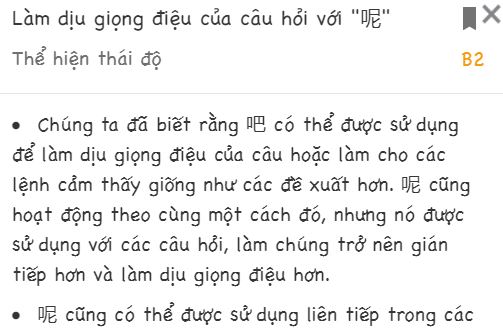 Làm dịu giọng điệu của câu hỏi với "呢"
Thể hiện thái độ
B2
• Chúng ta đã biết rằng 吧 có thể được sử dụng
để làm dịu giọng điệu của câu hoặc làm cho các
lệnh cảm thấy giống như các đề xuất hơn. 呢 cũng
hoạt động theo cùng một cách đó, nhưng nó được
sử dụng với các câu hỏi, làm chúng trở nên gián
tiếp hơn và làm dịu giọng điệu hơn.
• 呢 cũng có thể được sử dụng liên tiếp trong các